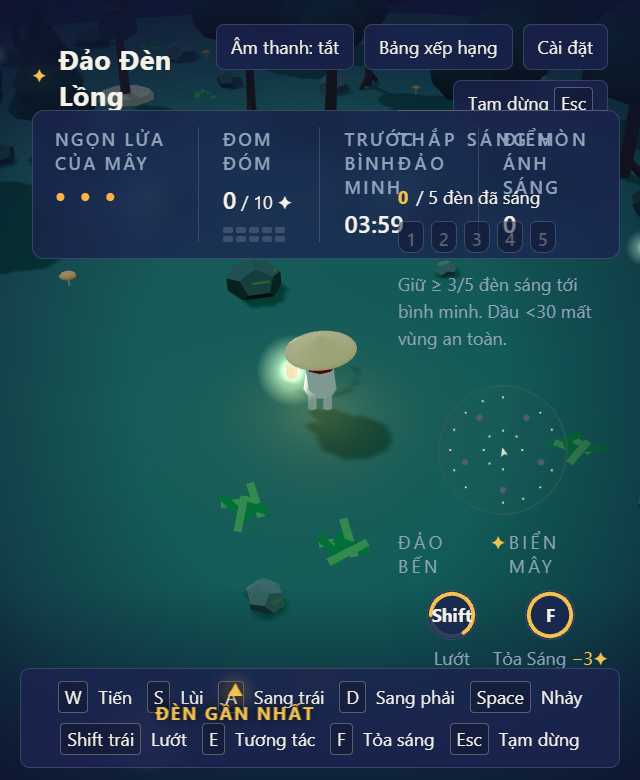 Âm thanh: tắt
Bảng xếp hạng
Cài đặt
Đảo Đèn
Lồng
Tạm dừng Esc
NGỌN LỬA
CỦA MÂY
ĐOM
ĐÓM
0 / 10
TRƯỚC
BÌNH
MINH
03:59
THẮP SÁNG HÒN
ĐẢO
0 / 5 đèn đã sáng
1 2 3 4 5
ĐIỂM
ÁNH
SÁNG
0
Giữ ≥ 3/5 đèn sáng tới
bình minh. Dầu <30 mất
vùng an toàn.
ĐẢO
BẾN
BIỂN
MÂY
Shift
F
Lướt
Tỏa Sáng −3
W Tiến S Lùi A Sang trái D Sang phải Space Nhảy
ĐÈN GẦN NHẤT
Shift trái Lướt E Tương tác F Tỏa sáng Esc Tạm dừng